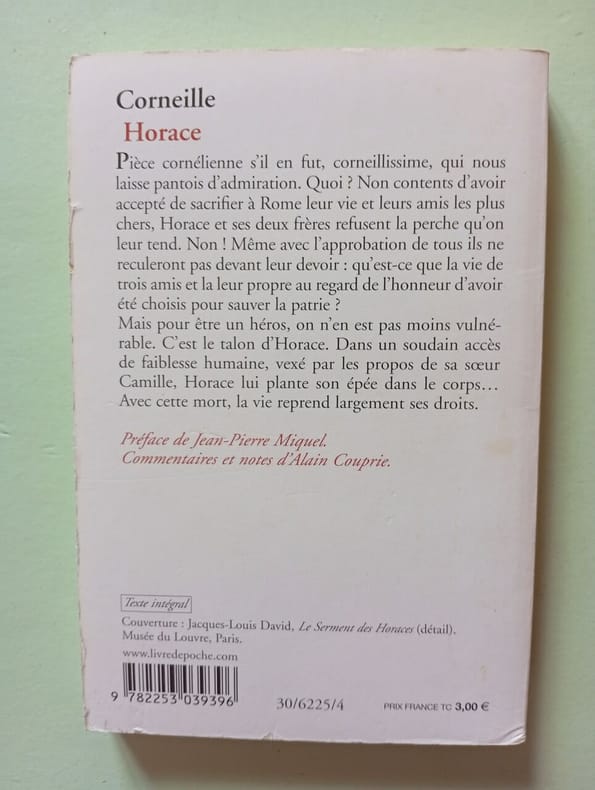 Corneille
Horace
Pièce cornélienne s'il en fut, corneillissime, qui nous
laisse pantois d'admiration. Quoi ? Non contents d'avoir
accepté de sacrifier à Rome leur vie et leurs amis les plus
chers, Horace et ses deux frères refusent la perche qu'on
leur tend. Non ! Même avec l'approbation de tous ils ne
reculeront pas devant leur devoir : qu'est-ce que la vie de
trois amis et la leur propre au regard de l'honneur d'avoir
été choisis pour sauver la patrie ?
Mais pour être un héros, on n'en est pas moins vulné-
rable. C'est le talon d'Horace. Dans un soudain accès
de faiblesse humaine, vexé par les propos de sa sœur
Camille, Horace lui plante son épée dans le corps…
Avec cette mort, la vie reprend largement ses droits.
Préface de Jean-Pierre Miquel.
Commentaires et notes d'Alain Couprie.
Texte intégral
Couverture : Jacques-Louis David, Le Serment des Horaces (détail).
Musée du Louvre, Paris.
www.livredepoche.com
9 782253 039396
30/6225/4
PRIX FRANCE TC 3,00 €